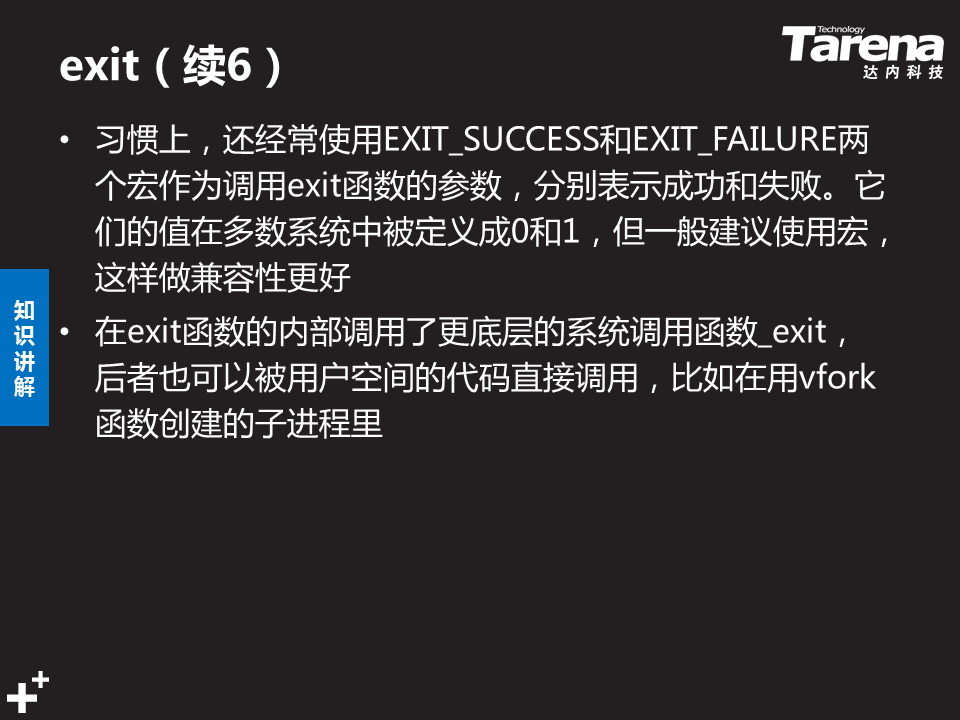 exit（续6）
Technology
Tarena
达内科技
• 习惯上，还经常使用EXIT_SUCCESS和EXIT_FAILURE两
个宏作为调用exit函数的参数，分别表示成功和失败。它
们的值在多数系统中被定义成0和1，但一般建议使用宏，
这样做兼容性更好
知
识
讲
解
• 在exit函数的内部调用了更底层的系统调用函数_exit，
后者也可以被用户空间的代码直接调用，比如在用vfork
函数创建的子进程里